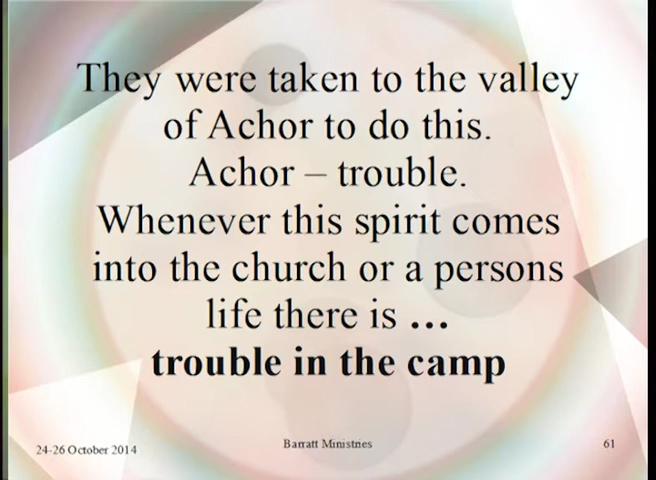 They were taken to the valley
of Achor to do this.
Achor – trouble.
Whenever this spirit comes
into the church or a persons
life there is ...
trouble in the camp
24-26 October 2014
Barratt Ministries
61